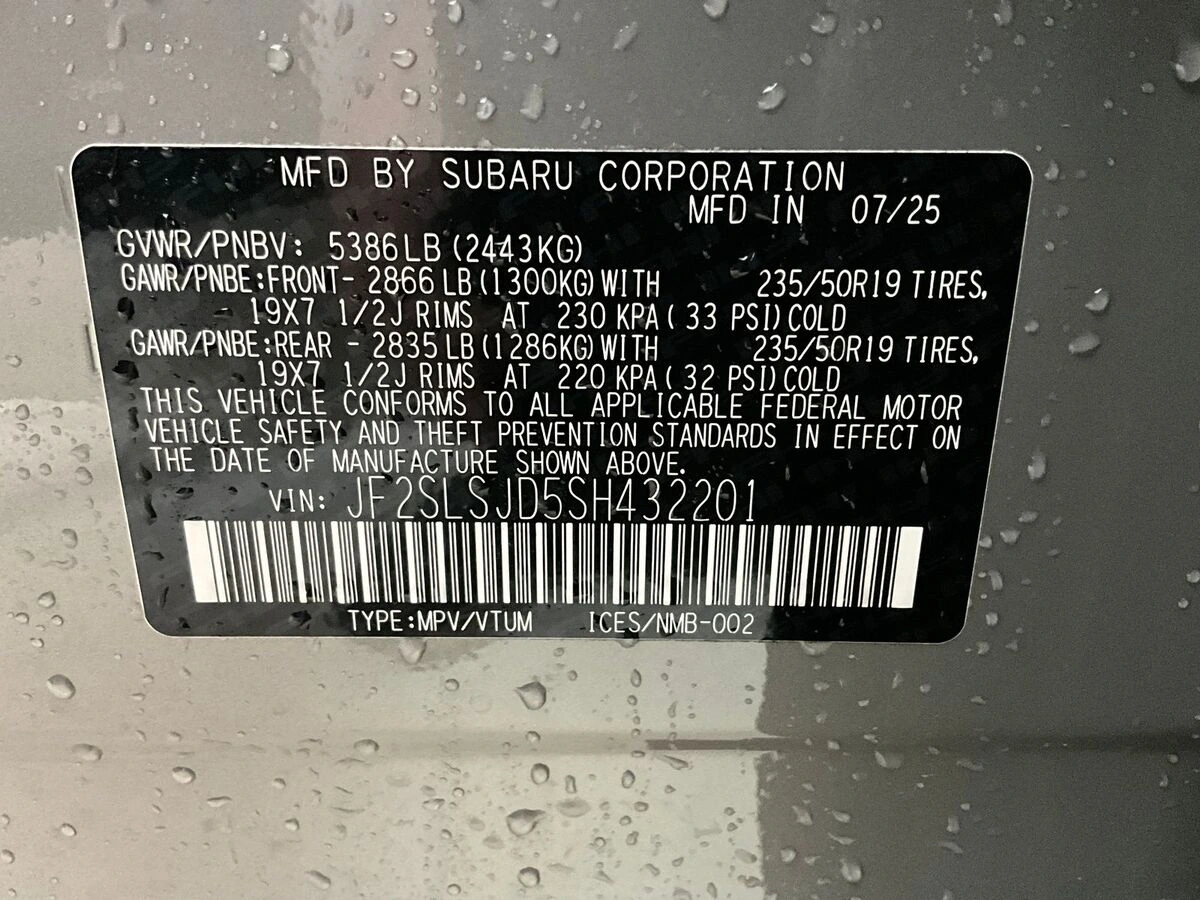 MFD BY SUBARU CORPORATION
MFD IN 07/25
GVWR/PNBV: 5386LB (2443KG)
GAWR/PNBE:FRONT- 2866 LB (1300KG) WITH 235/50R19 TIRES,
19X7 1/2J RIMS AT 230 KPA( 33 PSI) COLD
GAWR/PNBE:REAR - 2835 LB (1286KG) WITH 235/50R19 TIRES,
19X7 1/2J RIMS AT 220 KPA( 32 PSI) COLD
THIS VEHICLE CONFORMS TO ALL APPLICABLE FEDERAL MOTOR
VEHICLE SAFETY AND THEFT PREVENTION STANDARDS IN EFFECT ON
THE DATE OF MANUFACTURE SHOWN ABOVE.
VIN: JF2SLSJD5SH432201
TYPE:MPV/VTUM ICES/NMB-002